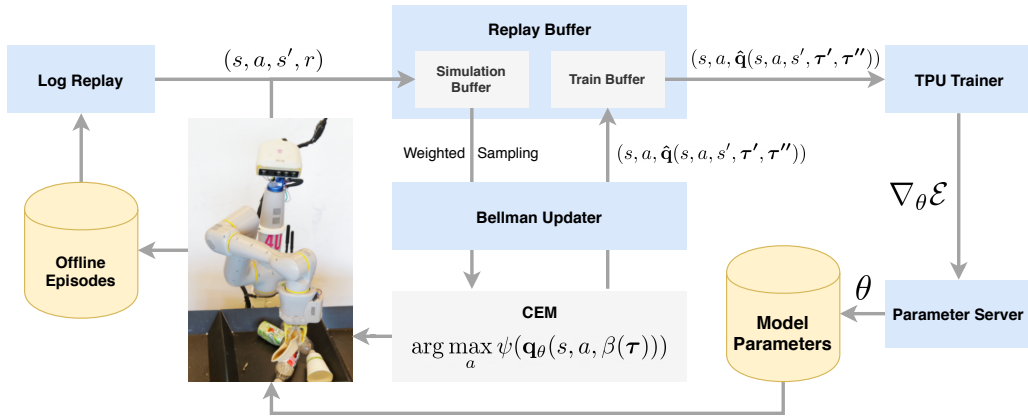 Replay Buffer
Log Replay
(s, a, s′, r)
Simulation
Buffer
Train Buffer
(s, a, q̂(s, a, s′, τ′, τ′′))
TPU Trainer
Weighted Sampling
(s, a, q̂(s, a, s′, τ′, τ′′))
∇θℰ
Bellman Updater
Offline
Episodes
CEM
arg max ψ(qθ(s, a, β(τ)))
a
Model
Parameters
θ
Parameter Server